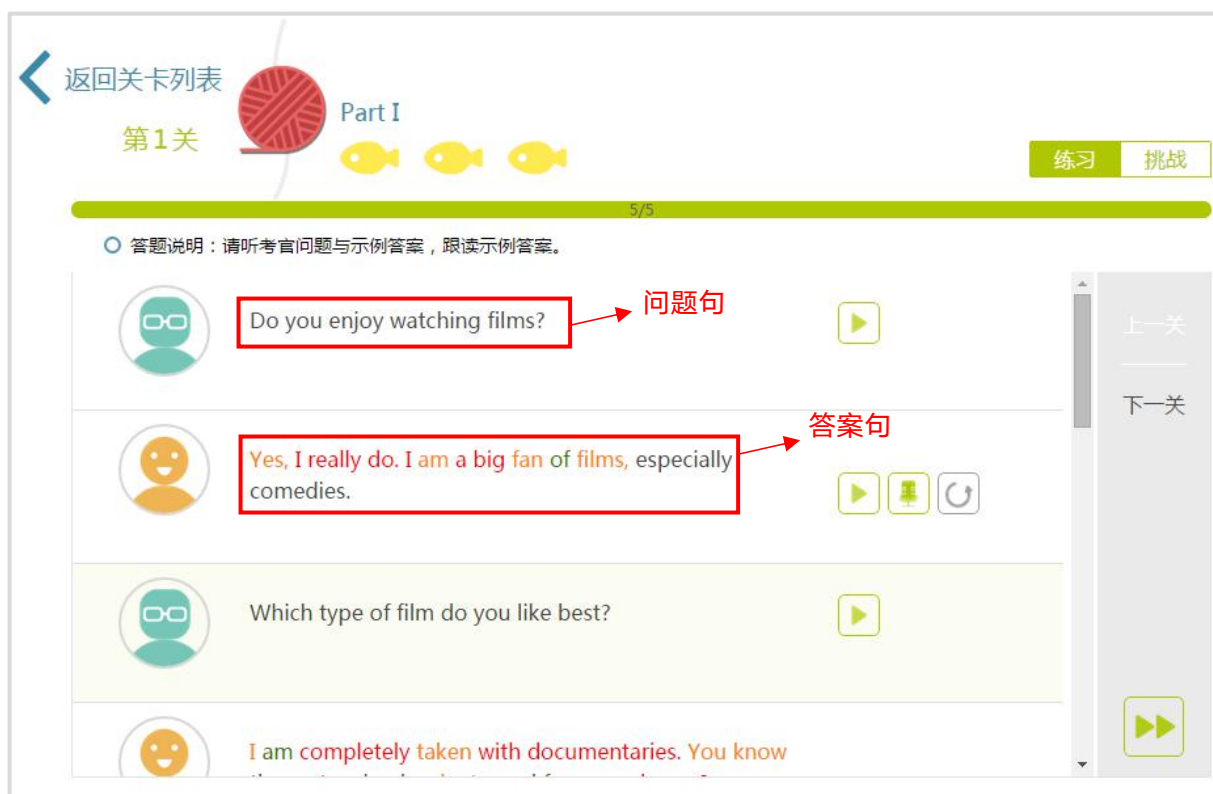 返回关卡列表
第1关
Part I
练习 挑战
5/5
答题说明：请听考官问题与示例答案，跟读示例答案。
Do you enjoy watching films?
问题句
上一关
下一关
答案句
Yes, I really do. I am a big fan of films, especially
comedies.
Which type of film do you like best?
I am completely taken with documentaries. You know